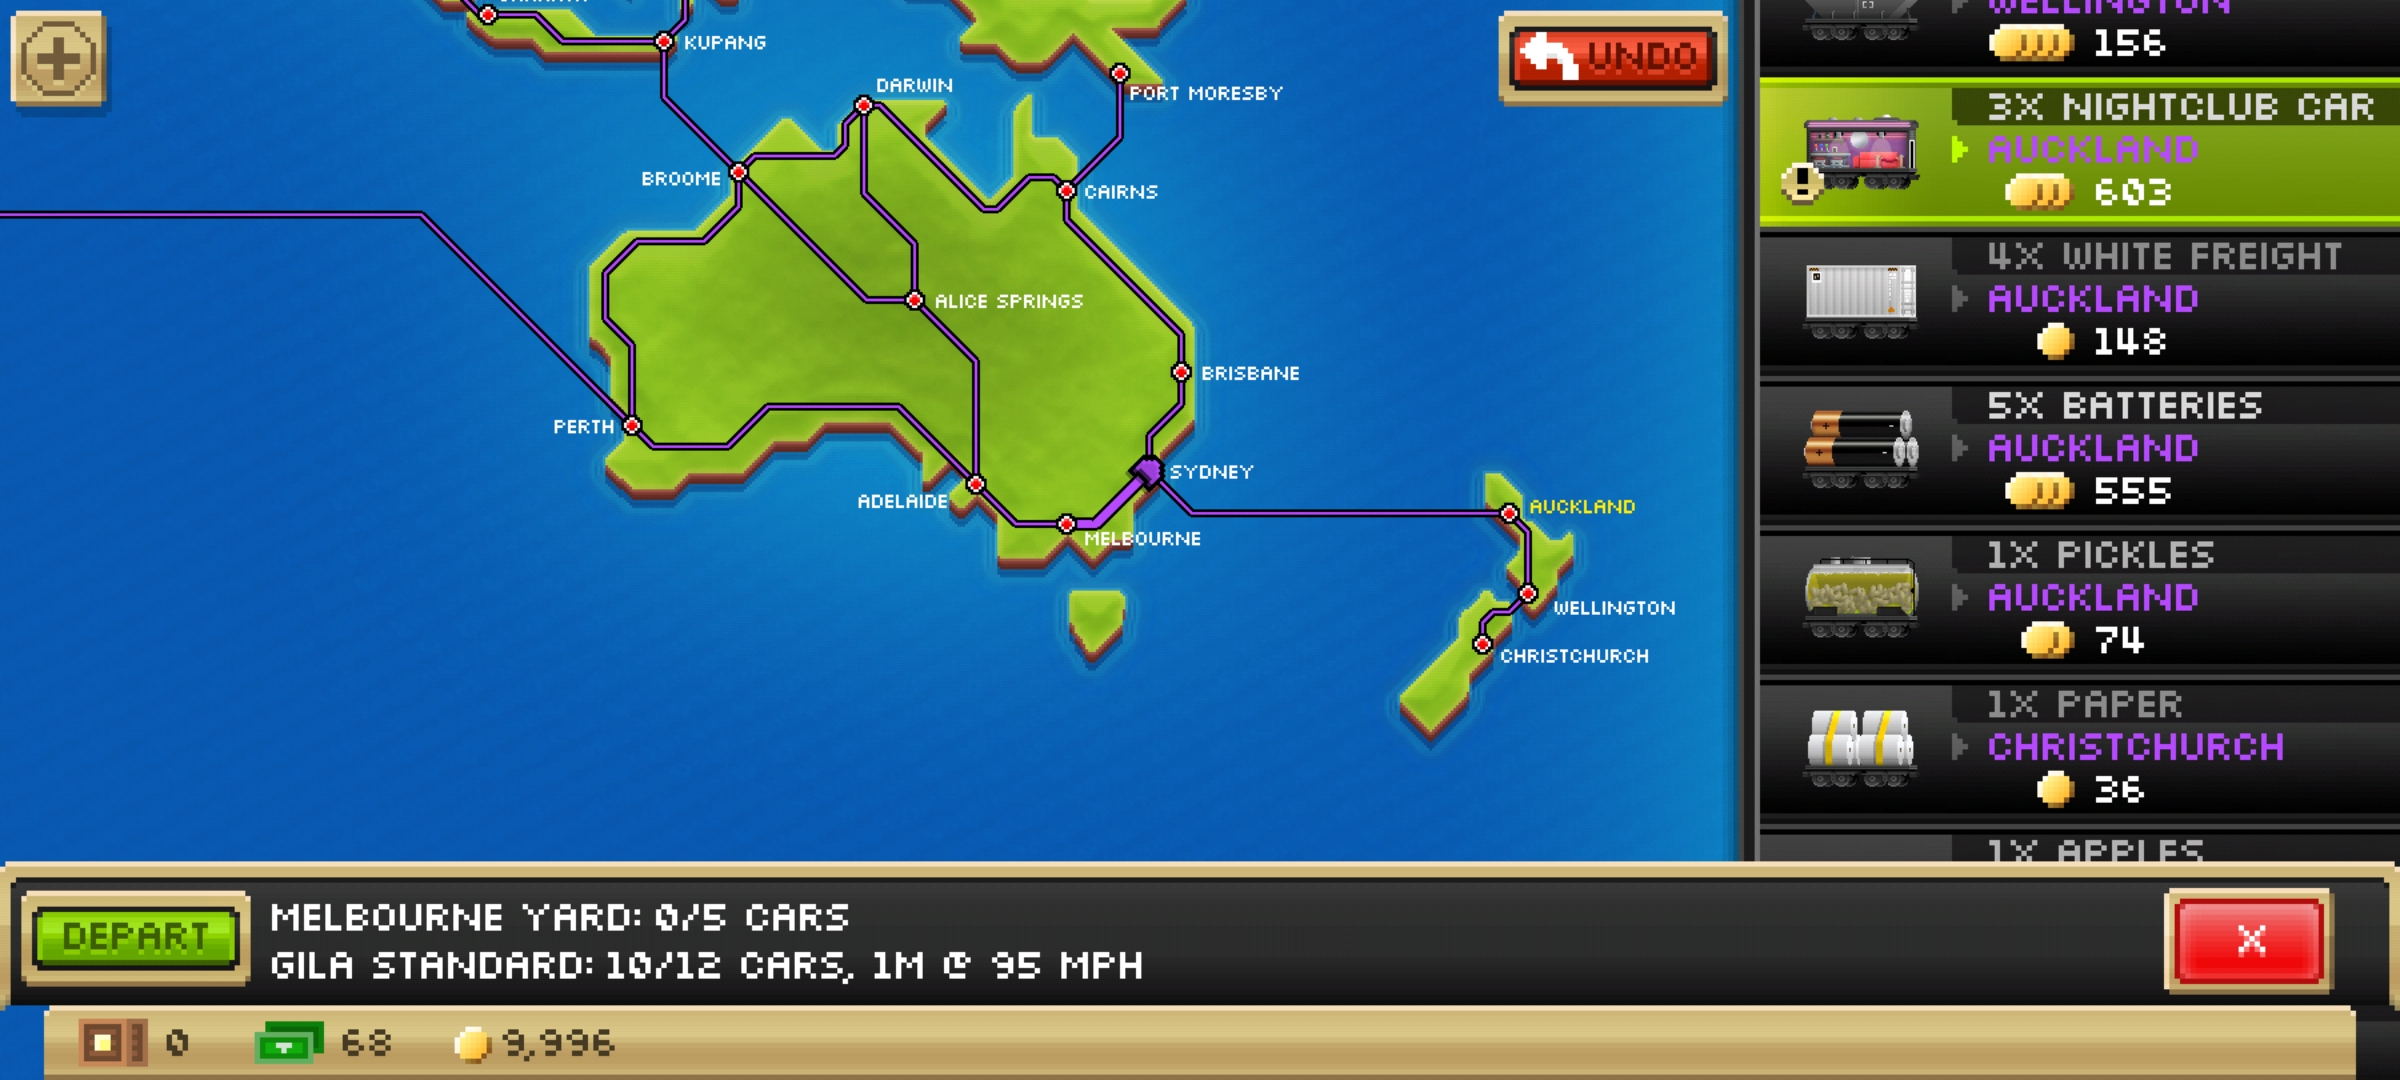 KUPANG
DARWIN
PORT MORESBY
BROOME
CAIRNS
ALICE SPRINGS
BRISBANE
PERTH
SYDNEY
ADELAIDE
MELBOURNE
AUCKLAND
WELLINGTON
CHRISTCHURCH
UNDO
WELLINGTON
156
3X NIGHTCLUB CAR
AUCKLAND
603
4X WHITE FREIGHT
AUCKLAND
148
5X BATTERIES
AUCKLAND
555
1X PICKLES
AUCKLAND
74
1X PAPER
CHRISTCHURCH
36
1X APPLES
DEPART
MELBOURNE YARD: 0/5 CARS
GILA STANDARD: 10/12 CARS, 1M @ 95 MPH
X
0
68
9,996